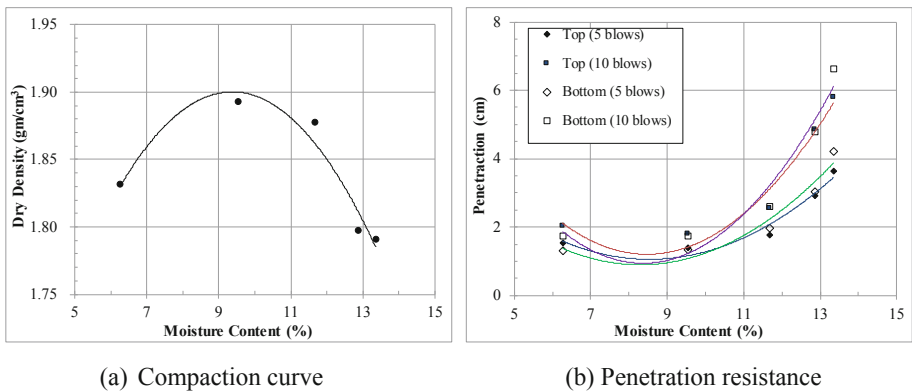 1.95
1.90
1.85
1.80
1.75
Dry Density (gm/cm³)
5 7 9 11 13 15
Moisture Content (%)
(a) Compaction curve
8
6
4
2
0
Penetraction (cm)
Top (5 blows)
Top (10 blows)
Bottom (5 blows)
Bottom (10 blows)
5 7 9 11 13 15
Moisture Content (%)
(b) Penetration resistance